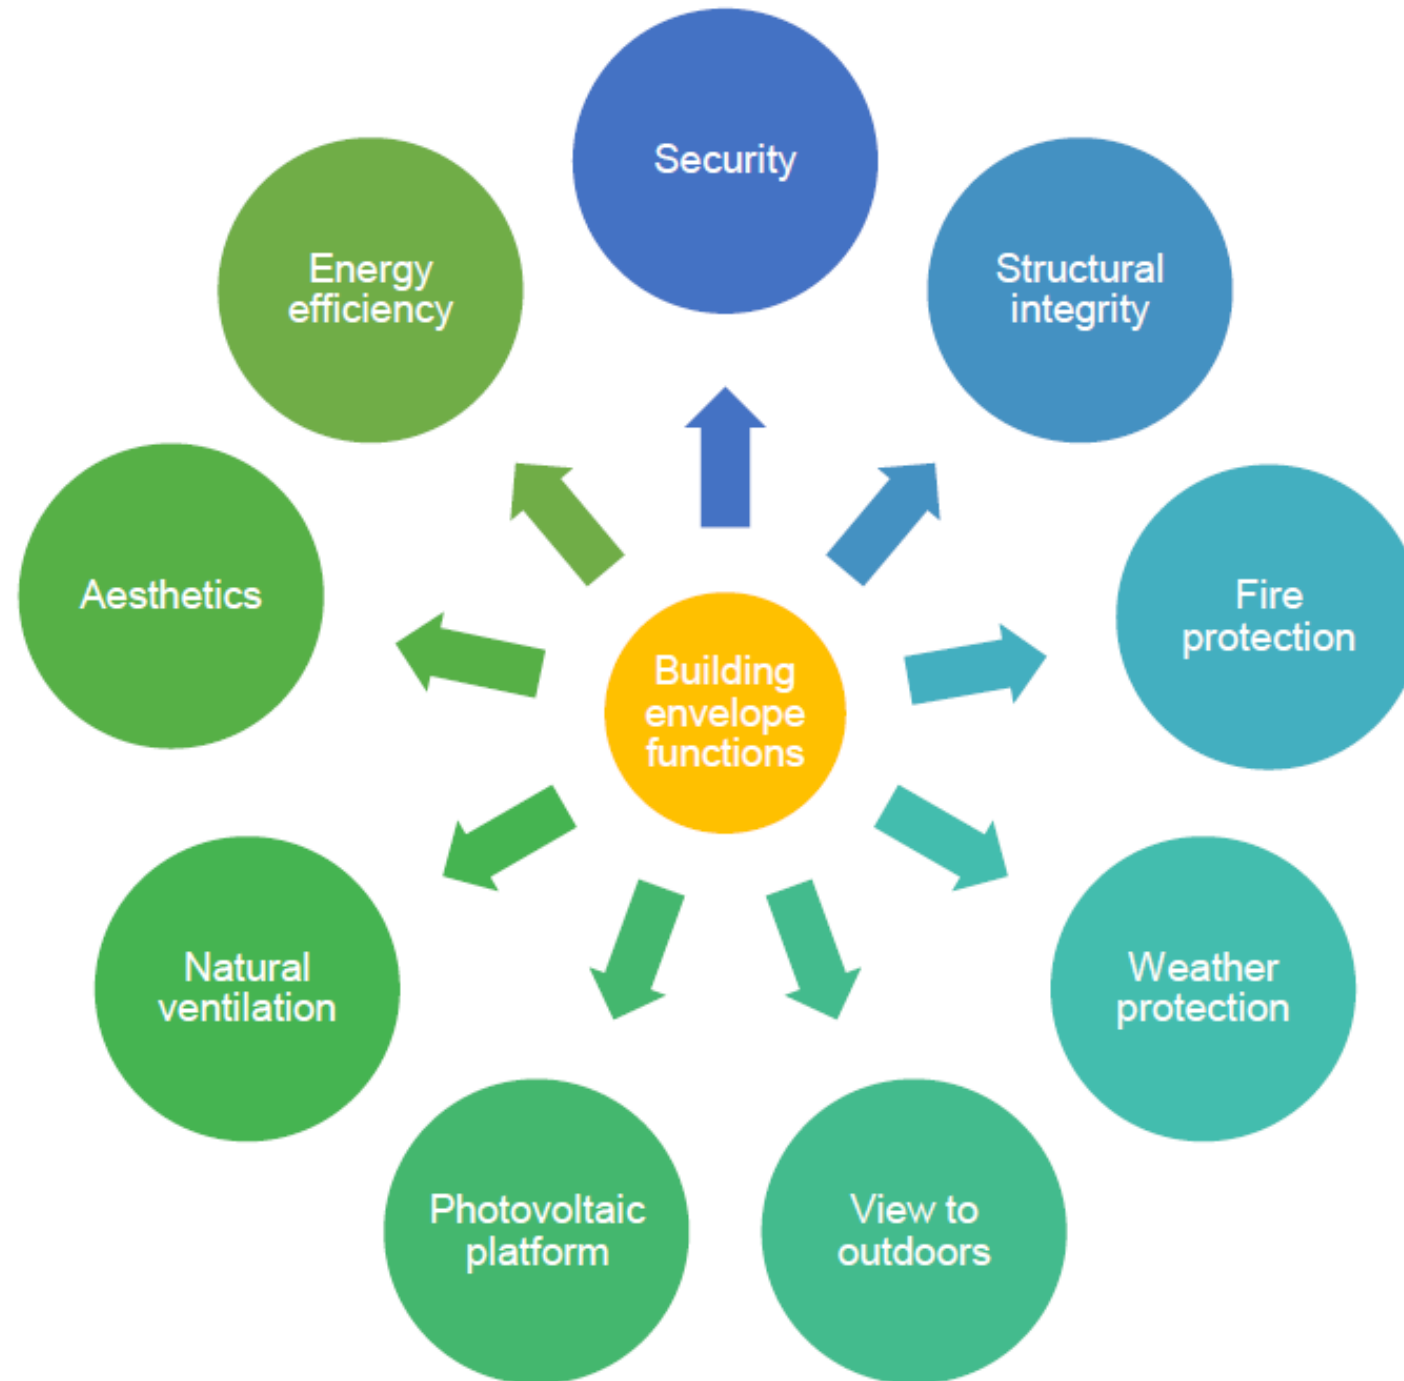 Security
Structural
integrity
Fire
protection
Weather
protection
View to
outdoors
Photovoltaic
platform
Natural
ventilation
Aesthetics
Energy
efficiency
Building
envelope
functions